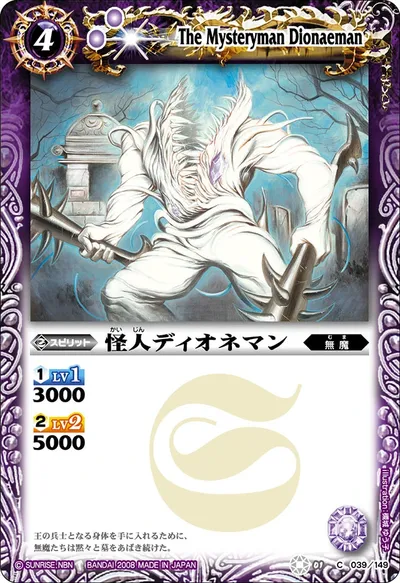 4
The Mysteryman Dionaeman
スピリット
かい じん
怪人ディオネマン
むま
無魔
1 LV1
3000
2 LV2
5000
王の兵士となる身体を手に入れるために、
無魔たちは黙々と墓をあばき続けた。
©SUNRISE,NBN BANDAI 2008 MADE IN JAPAN
01 C 039/149